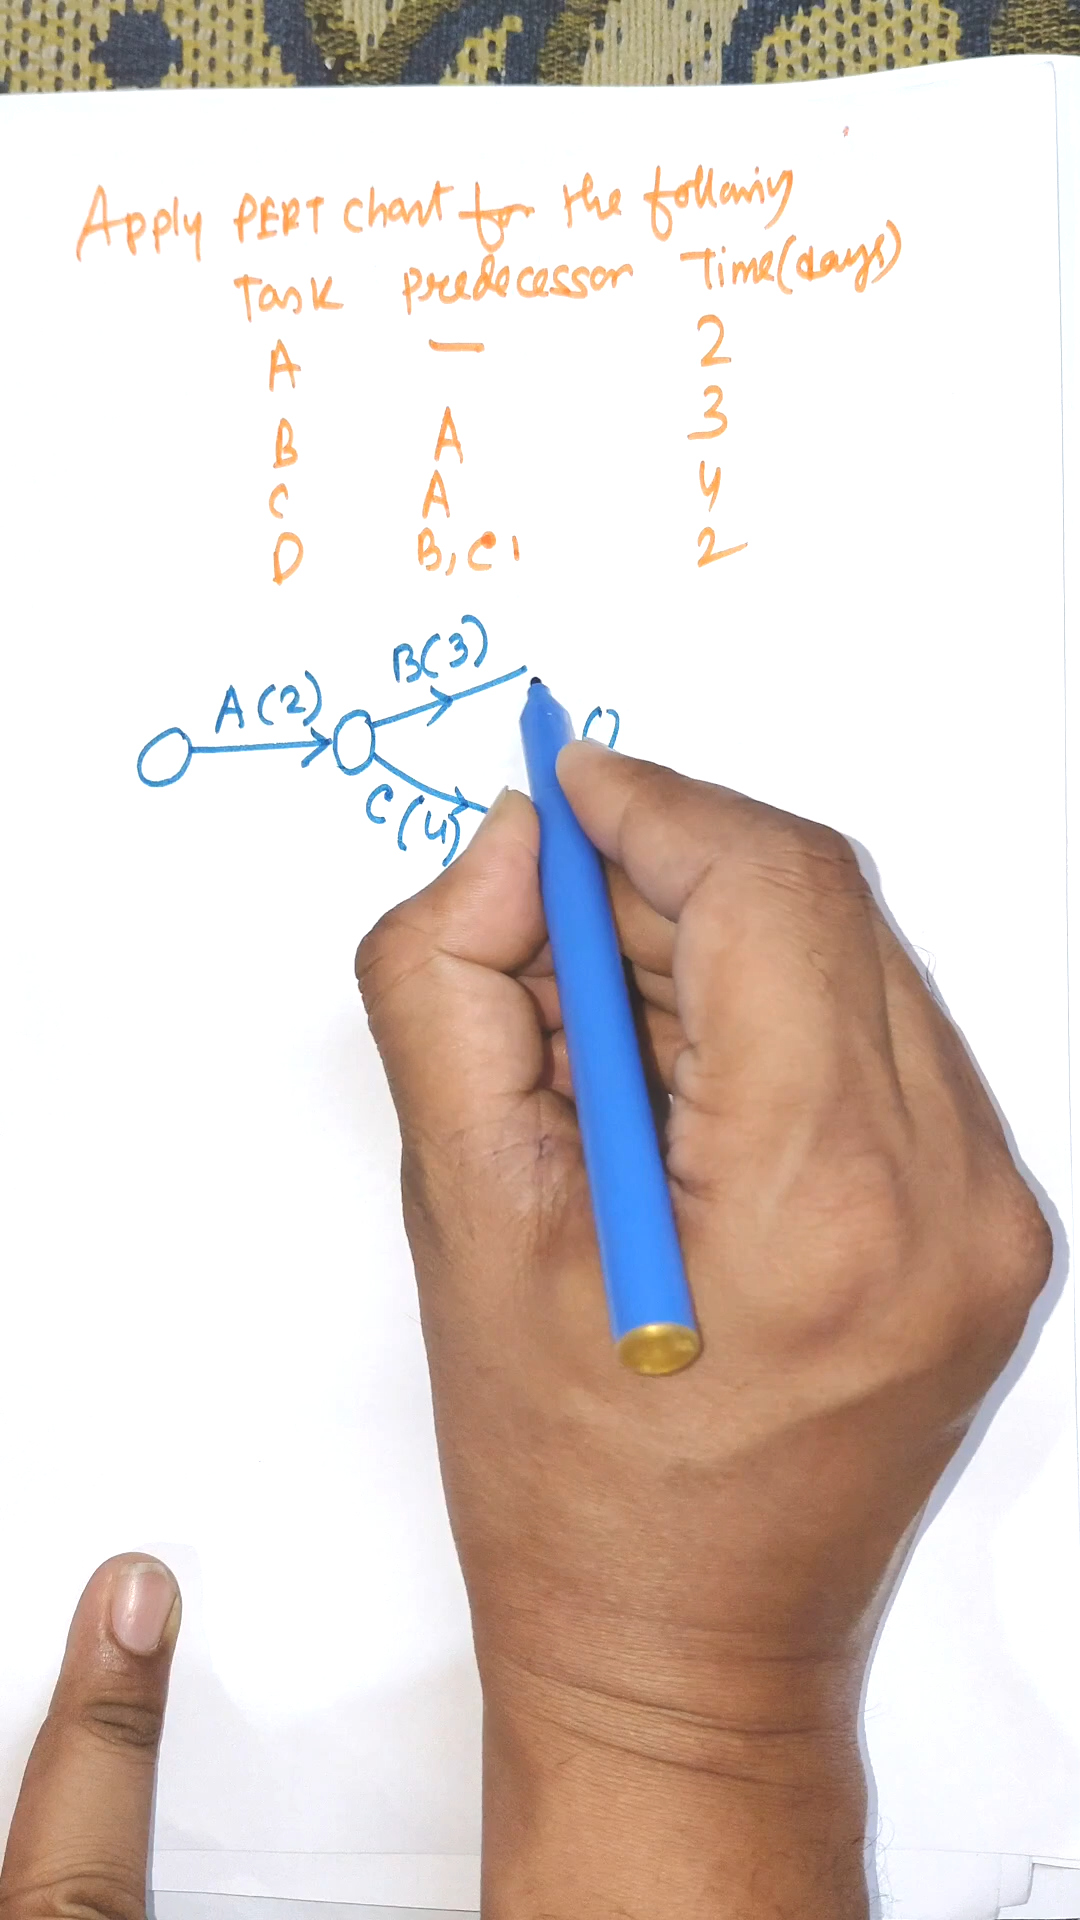 Apply PERT chart for the following
Task Predecessor Time(days)
A — 2
B A 3
C A 4
D B, C, 2
A(2)
B(3)
C(4)